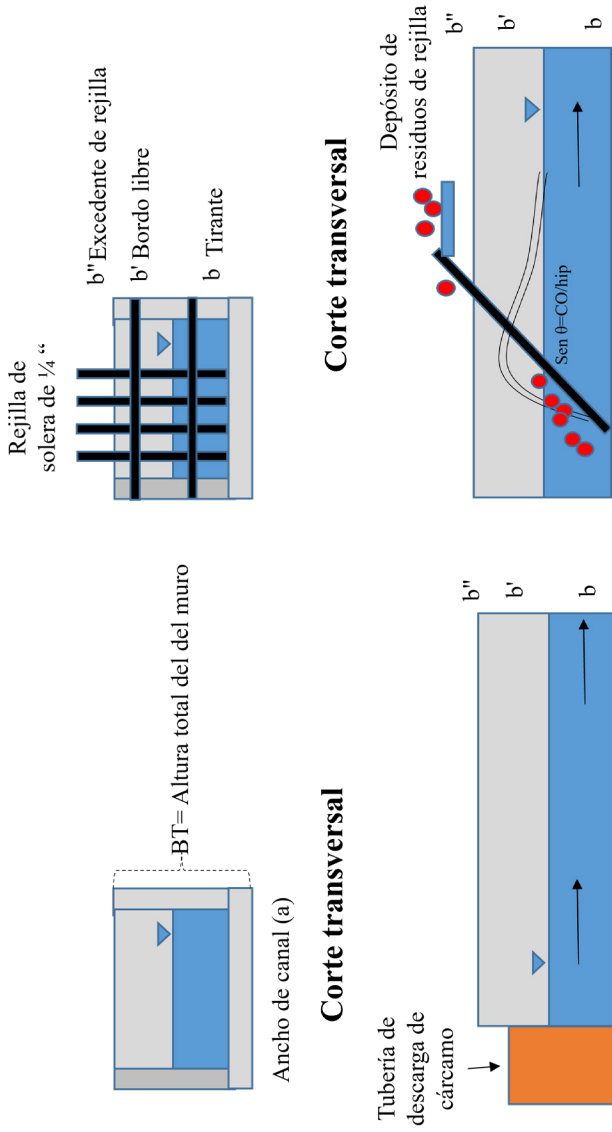 -BT= Altura total del del muro
Ancho de canal (a)
Corte transversal
Tubería de
descarga de
cárcamo
b"
b'
b
Rejilla de
solera de ¼ “
b" Excedente de rejilla
b' Bordo libre
b Tirante
Corte transversal
Depósito de
residuos de rejilla
Sen θ=CO/hip
b"
b'
b